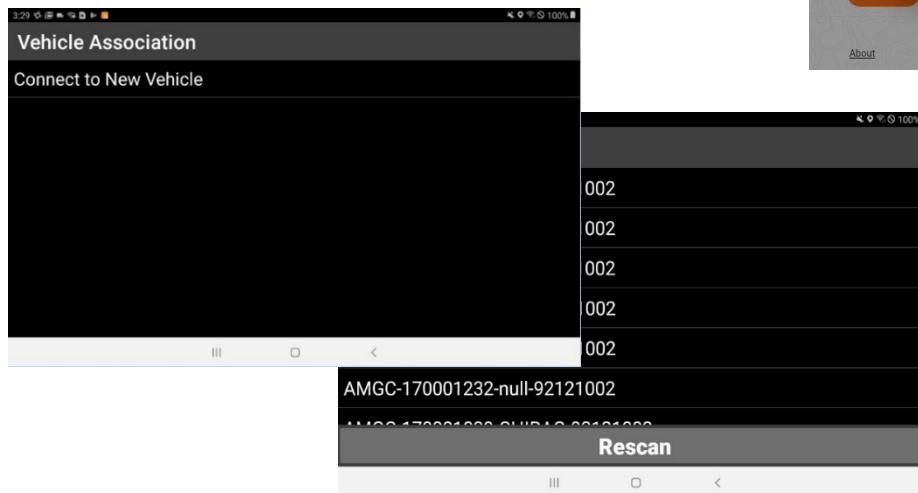 3:29
100%
Vehicle Association
Connect to New Vehicle
About
100%
002
002
002
002
002
AMGC-170001232-null-92121002
Rescan